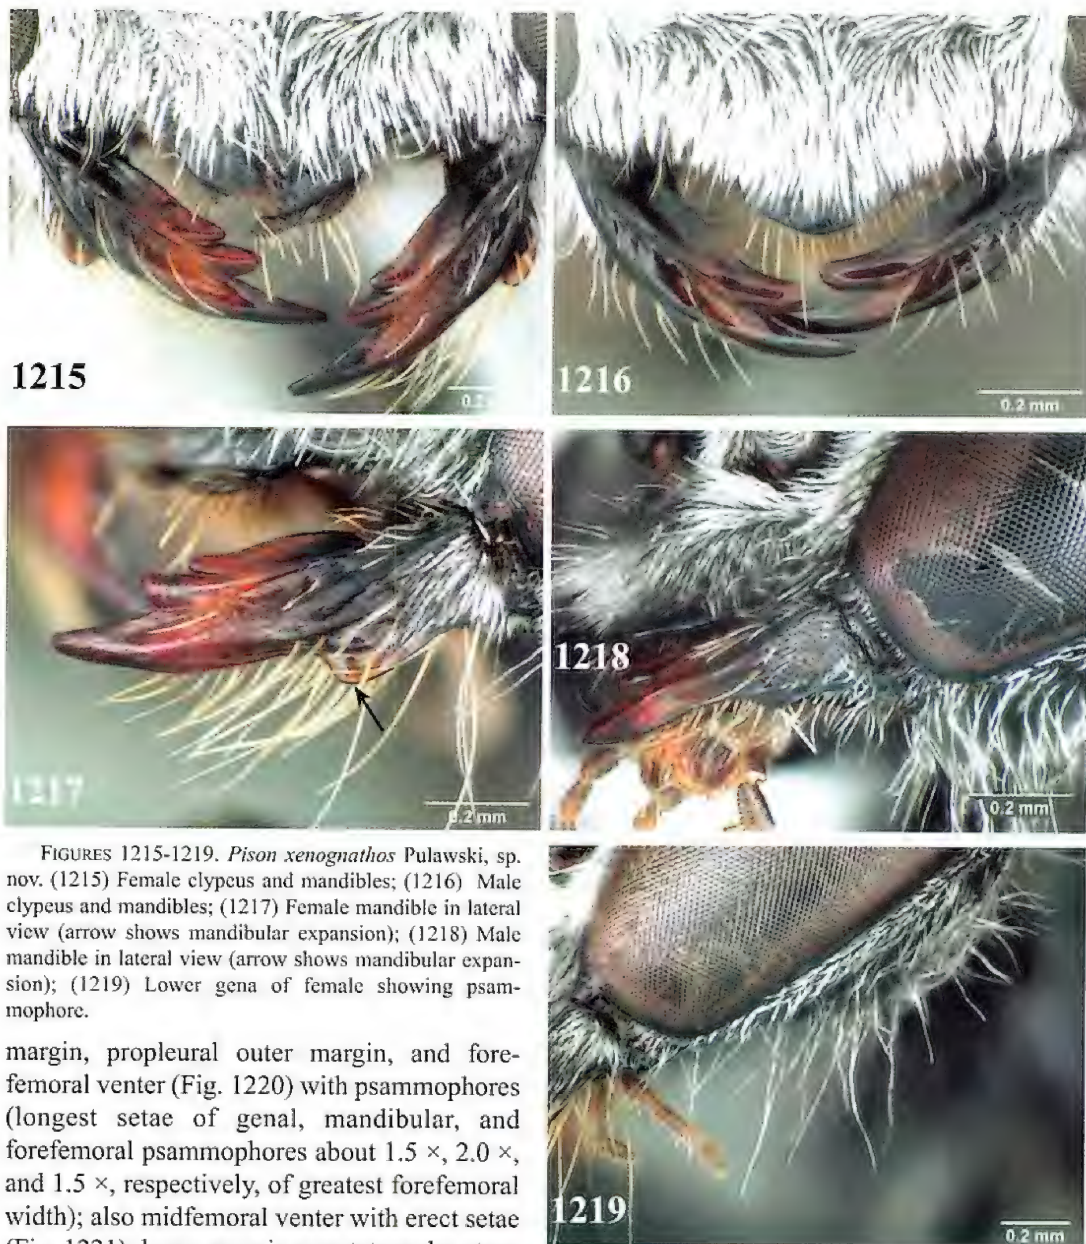 1215
0.2
1216
0.2 mm
1217
0.2 mm
1218
0.2 mm
FIGURES 1215-1219. Pison xenognathos Pulawski, sp.
nov. (1215) Female clypeus and mandibles; (1216) Male
clypeus and mandibles; (1217) Female mandible in lateral
view (arrow shows mandibular expansion); (1218) Male
mandible in lateral view (arrow shows mandibular expan-
sion); (1219) Lower gena of female showing psam-
mophore.
margin, propleural outer margin, and fore-
femoral venter (Fig. 1220) with psammophores
(longest setae of genal, mandibular, and
forefemoral psammophores about 1.5 ×, 2.0 ×,
and 1.5 ×, respectively, of greatest forefemoral
width); also midfemoral venter with erect setae
1219
0.2 mm